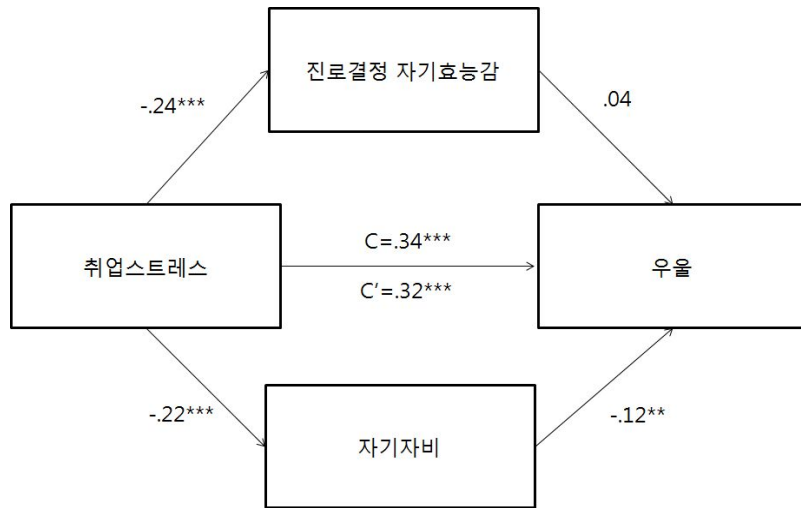 진로결정 자기효능감
-.24***
.04
취업스트레스
C=.34***
C′=.32***
우울
-.22***
-.12**
자기자비